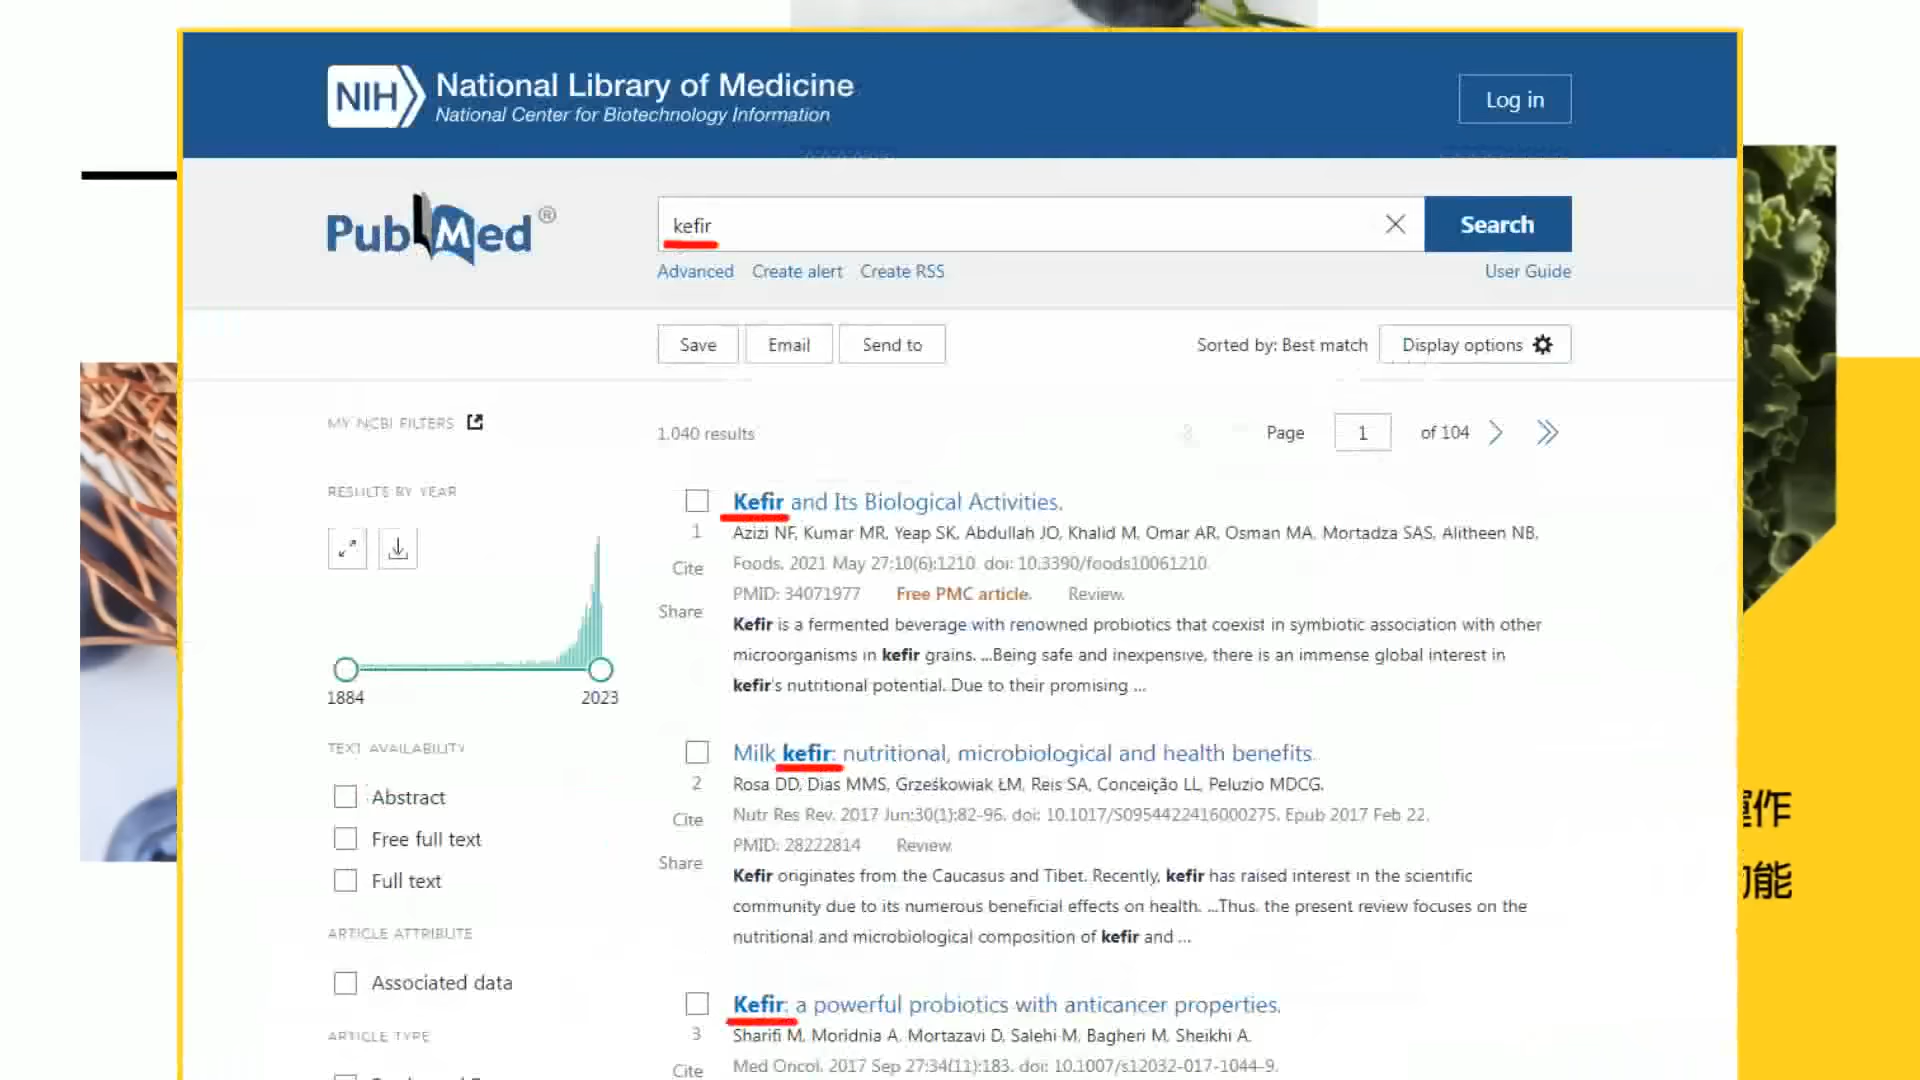 NIH National Library of Medicine
National Center for Biotechnology Information
Log in
PubMed®
kefir
Search
Advanced Create alert Create RSS
User Guide
Save Email Send to
Sorted by: Best match
Display options
MY NCBI FILTERS
1.040 results
Page 1 of 104
RESULTS BY YEAR
1884 2023
Kefir and Its Biological Activities.
1
Azizi NF, Kumar MR, Yeap SK, Abdullah JO, Khalid M, Omar AR, Osman MA, Mortadza SAS, Alitheen NB.
Cite
Foods. 2021 May 27;10(6):1210. doi: 10.3390/foods10061210.
PMID: 34071977 Free PMC article. Review.
Share
Kefir is a fermented beverage with renowned probiotics that coexist in symbiotic association with other
microorganisms in kefir grains. ...Being safe and inexpensive, there is an immense global interest in
kefir's nutritional potential. Due to their promising ...
TEXT AVAILABILITY
Abstract
Free full text
Full text
Milk kefir: nutritional, microbiological and health benefits.
2
Rosa DD, Dias MMS, Grześkowiak ŁM, Reis SA, Conceição LL, Peluzio MDCG.
Cite
Nutr Res Rev. 2017 Jun;30(1):82-96. doi: 10.1017/S0954422416000275. Epub 2017 Feb 22.
PMID: 28222814 Review.
Share
Kefir originates from the Caucasus and Tibet. Recently, kefir has raised interest in the scientific
community due to its numerous beneficial effects on health. ...Thus, the present review focuses on the
nutritional and microbiological composition of kefir and ...
ARTICLE ATTRIBUTE
Associated data
ARTICLE TYPE
Kefir: a powerful probiotics with anticancer properties.
3
Sharifi M, Moridnia A, Mortazavi D, Salehi M, Bagheri M, Sheikhi A.
Cite
Med Oncol. 2017 Sep 27;34(11):183. doi: 10.1007/s12032-017-1044-9.
作
能